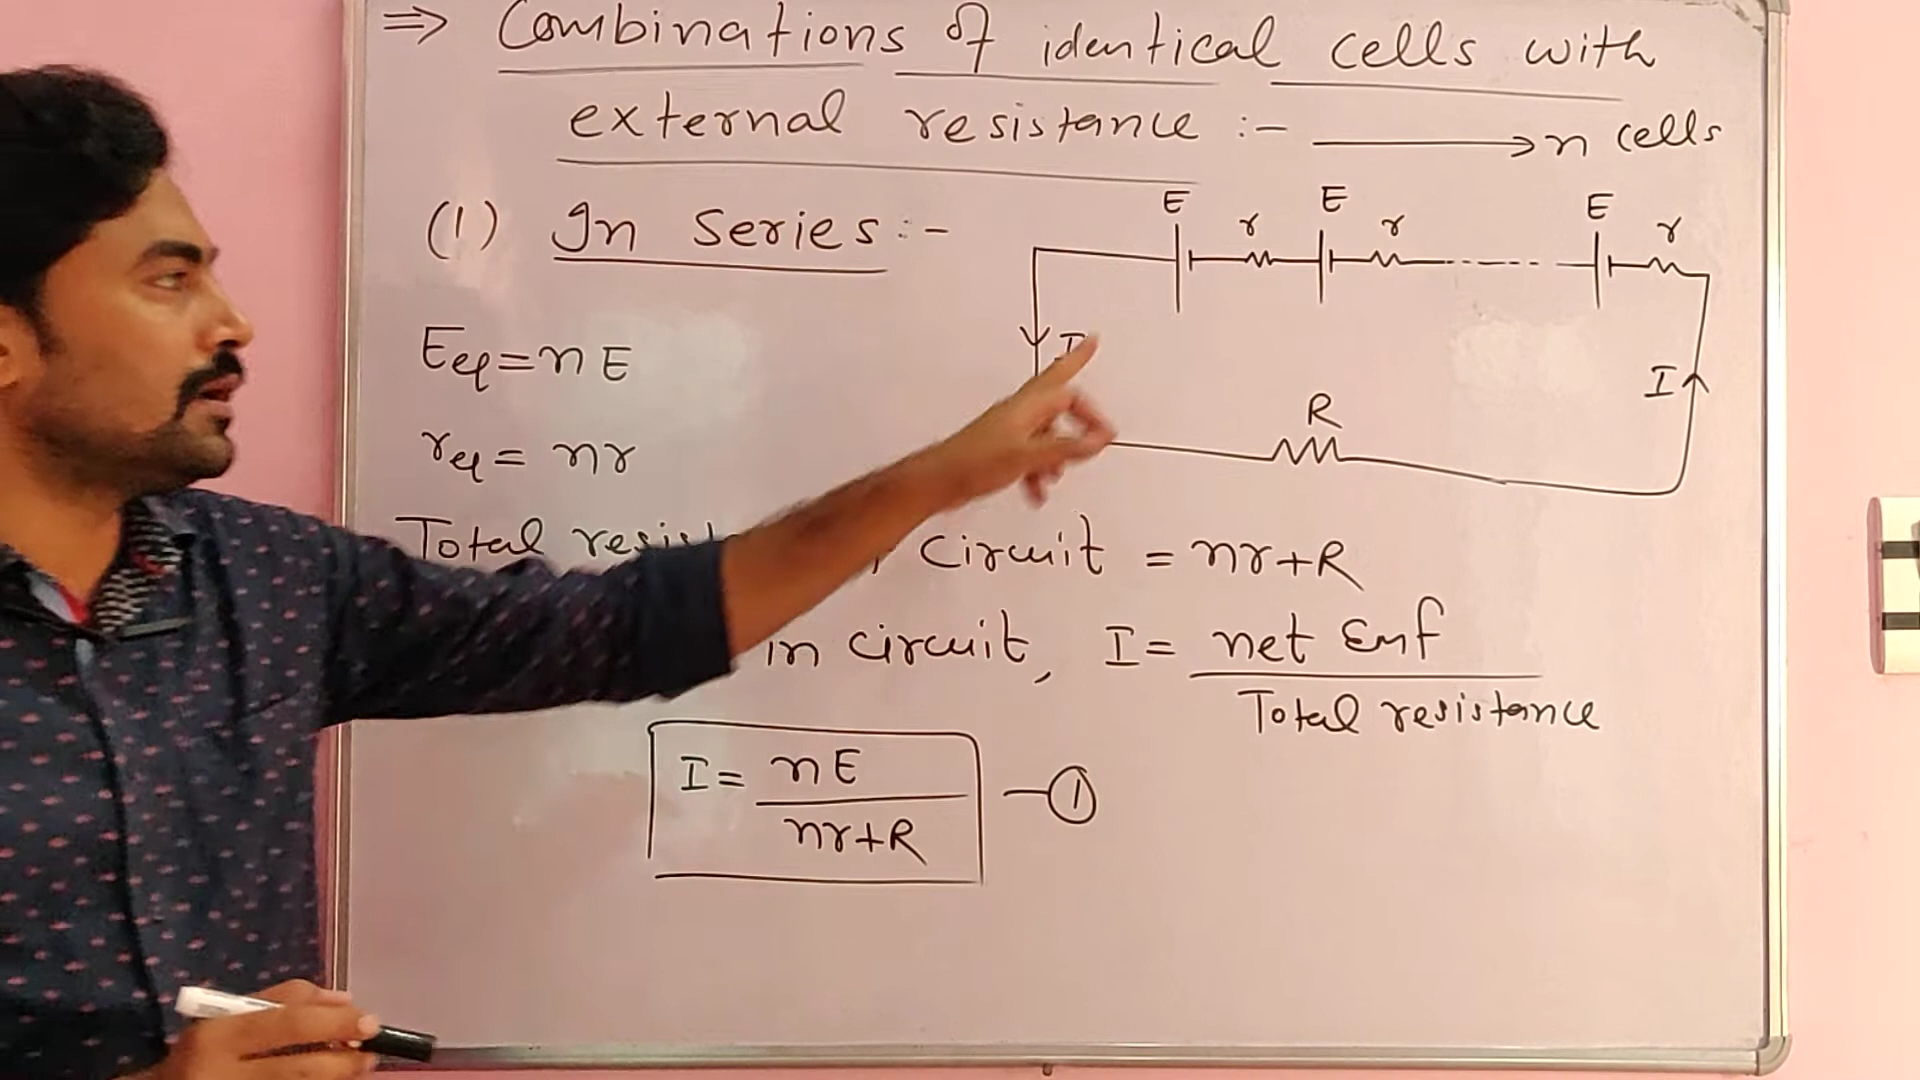 ⇒ Combinations of identical cells with
external resistance :- ⟶ n cells
(1) In Series :-
E r E r E r
I
I
R
Eeq = nE
req = nr
Total circuit = nr+R
in circuit, I = net Emf
Total resistance
I = nE
nr+R
—①